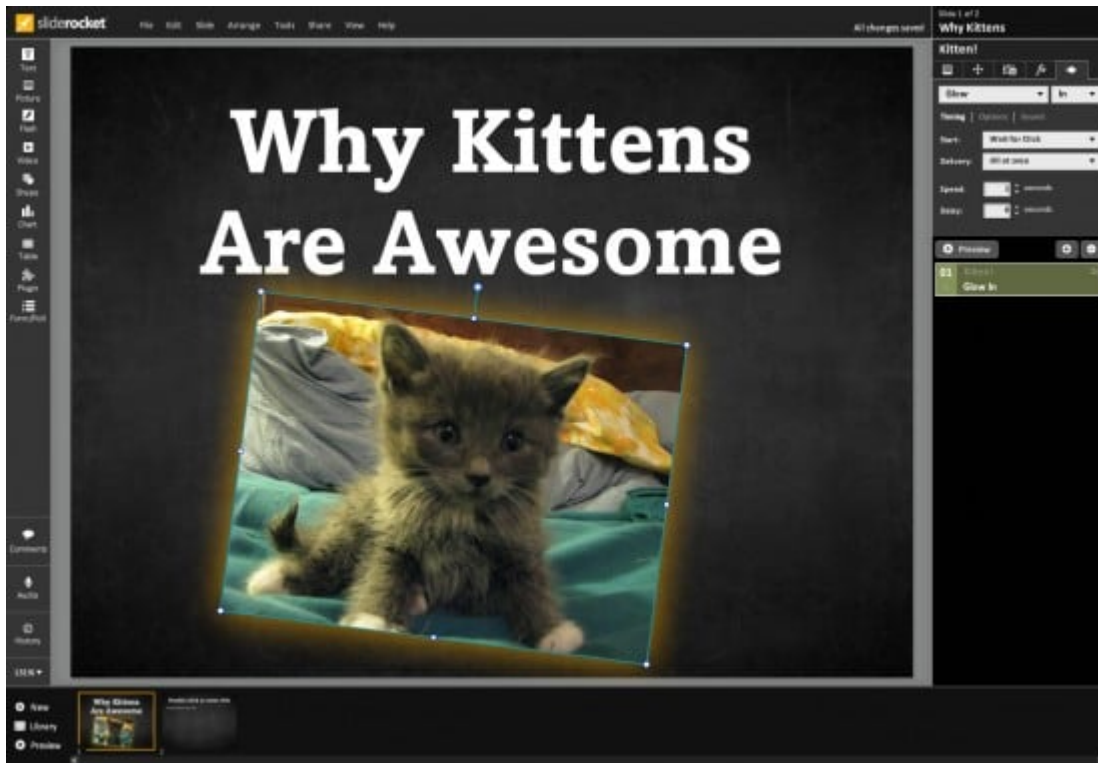 sliderocket
File Edit Slide Arrange Tools Share View Help
All changes saved
Slide 1 of 2
Why Kittens
Kitten!
Text
Picture
Flash
Video
Shape
Chart
Table
Plugin
Form/Poll
Comments
Audio
History
Why Kittens
Are Awesome
Glow In
Timing | Options | Sound
Start: Wait for Click
Delivery: All at once
Speed: seconds
Delay: seconds
Preview
01 Kitten!
Glow In
New
Library
Preview
Why Kittens
Are Awesome